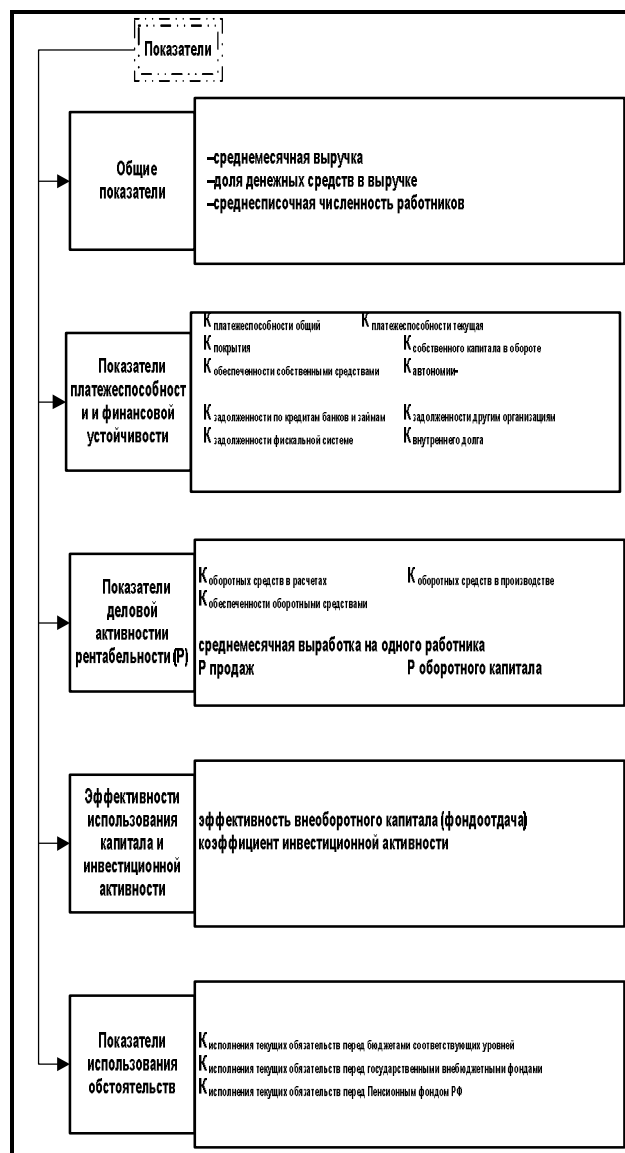 Показатели
Общие
показатели
–среднемесячная выручка
–доля денежных средств в выручке
–среднесписочная численность работников
Показатели
платежеспособност
и и финансовой
устойчивости
К платежеспособности общий К платежеспособности текущая
К покрытия К собственного капитала в обороте
К обеспеченности собственными средствами К автономии-
К задолженности по кредитам банков и займам К задолженности другим организациям
К задолженности фискальной системе К внутреннего долга
Показатели
деловой
активностии
рентабельности (Р)
К оборотных средств в расчетах К оборотных средств в производстве
К обеспеченности оборотными средствами
среднемесячная выработка на одного работника
Р продаж Р оборотного капитала
Эффективности
использования
капитала и
инвестиционной
активности
эффективность внеоборотного капитала (фондоотдача)
коэффициент инвестиционной активности
Показатели
использования
обстоятельств
К исполнения текущих обязательств перед бюджетами соответствующих уровней
К исполнения текущих обязательств перед государственными внебюджетными фондами
К исполнения текущих обязательств перед Пенсионным фондом РФ